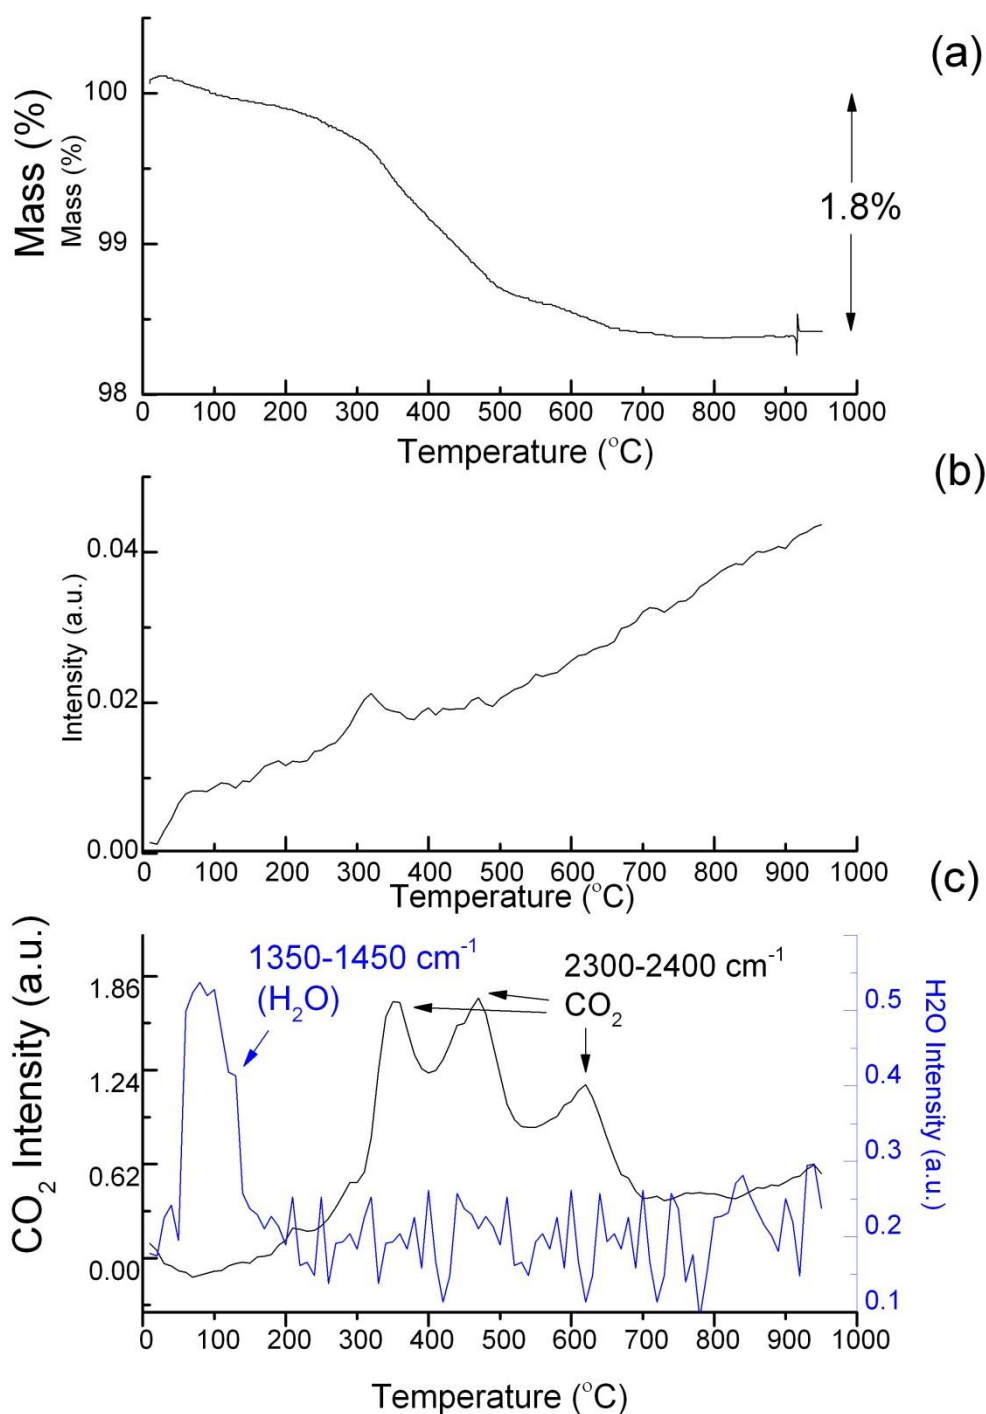 (a)
Mass (%)
Mass (%)
100
99
98
1.8%
0 100 200 300 400 500 600 700 800 900 1000
Temperature (°C)
(b)
Intensity (a.u.)
0.04
0.02
0.00
0 100 200 300 400 500 600 700 800 900 1000
Temperature (°C)
(c)
CO₂ Intensity (a.u.)
1.86
1.24
0.62
0.00
1350-1450 cm⁻¹
(H₂O)
2300-2400 cm⁻¹
CO₂
0.5
0.4
0.3
0.2
0.1
H2O Intensity (a.u.)
0 100 200 300 400 500 600 700 800 900 1000
Temperature (°C)